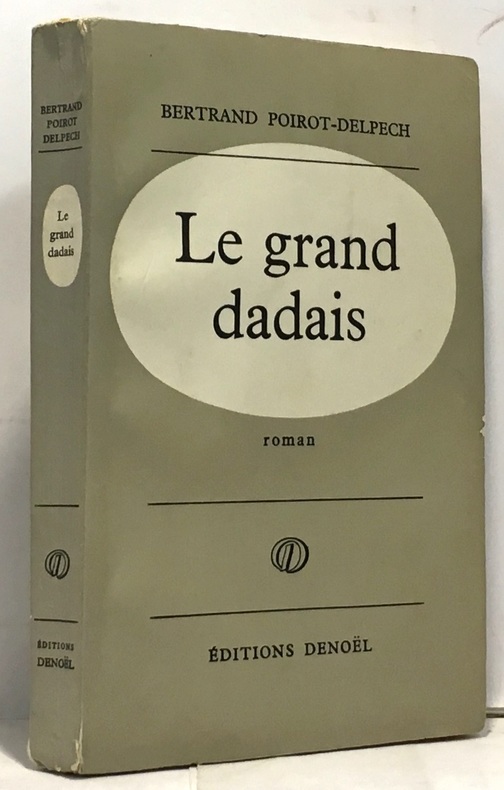 BERTRAND
POIROT
DELPECH
Le
grand
dadais
ÉDITIONS
DENOËL
BERTRAND POIROT-DELPECH
Le grand
dadais
roman
ÉDITIONS DENOËL